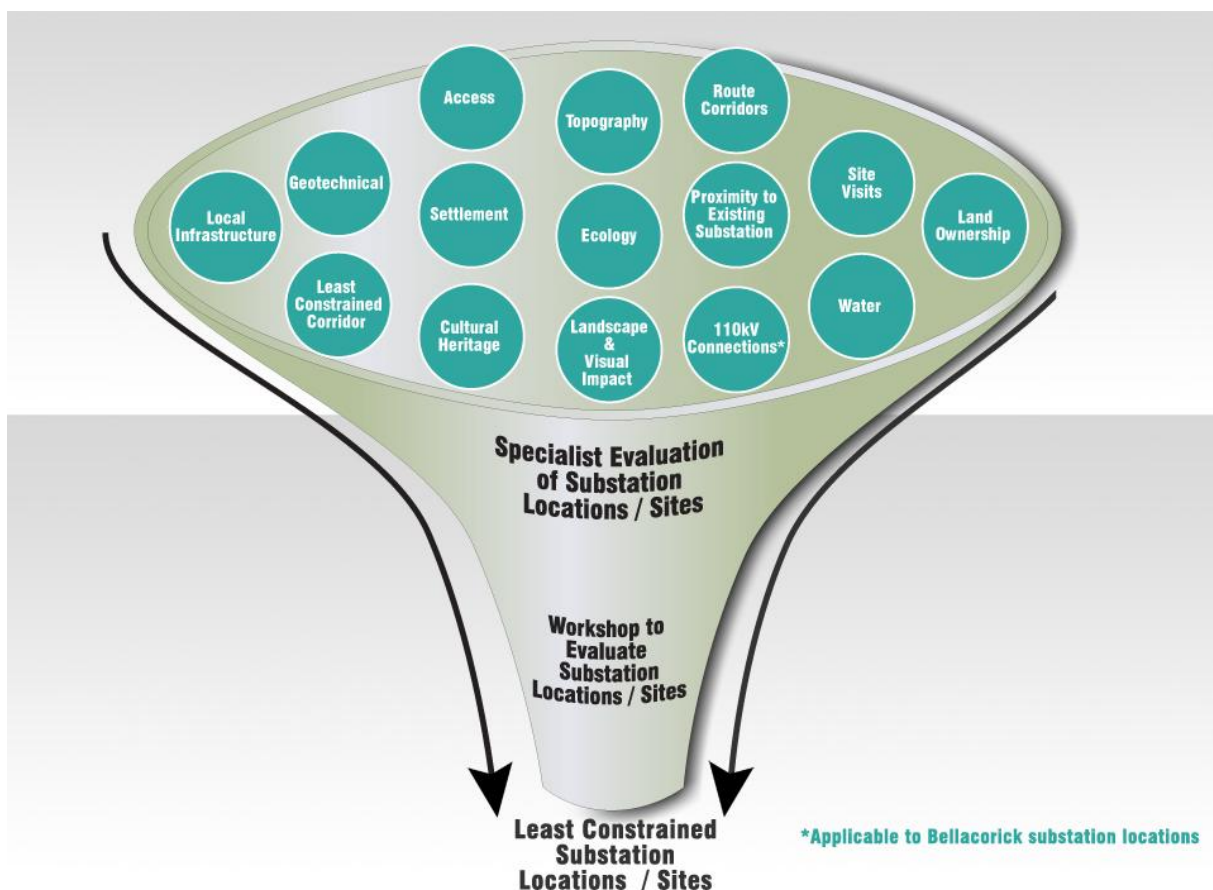 Access
Topography
Route
Corridors
Geotechnical
Site
Visits
Local
Infrastructure
Settlement
Ecology
Proximity to
Existing
Substation
Land
Ownership
Least
Constrained
Corridor
Cultural
Heritage
Landscape
&
Visual
Impact
110kV
Connections*
Water
Specialist Evaluation
of Substation
Locations / Sites
Workshop to
Evaluate
Substation
Locations / Sites
Least Constrained
Substation
Locations / Sites
*Applicable to Bellacorick substation locations